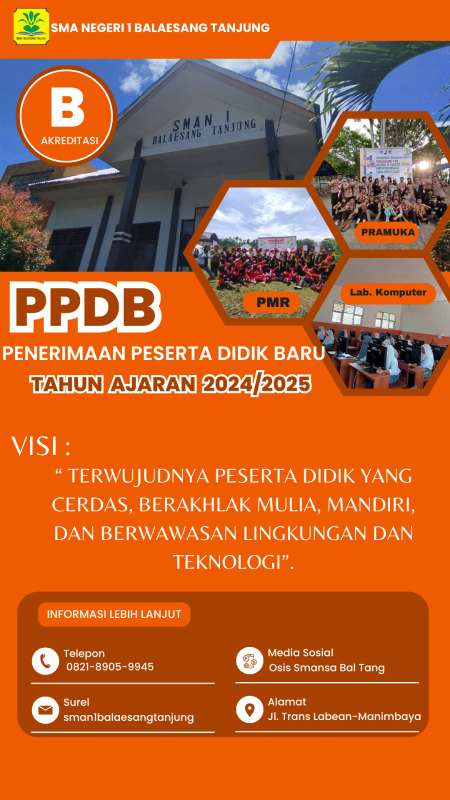 SMA NEGERI 1 BALAESANG TANJUNG
B
AKREDITASI
SMAN 1
BALAESANG TANJUNG
PRAMUKA
PMR
Lab. Komputer
PPDB
PENERIMAAN PESERTA DIDIK BARU
TAHUN AJARAN 2024/2025
VISI :
“ TERWUJUDNYA PESERTA DIDIK YANG
CERDAS, BERAKHLAK MULIA, MANDIRI,
DAN BERWAWASAN LINGKUNGAN DAN
TEKNOLOGI”.
INFORMASI LEBIH LANJUT
Telepon
0821-8905-9945
Media Sosial
Osis Smansa Bal Tang
Surel
sman1balaesangtanjung
Alamat
Jl. Trans Labean-Manimbaya